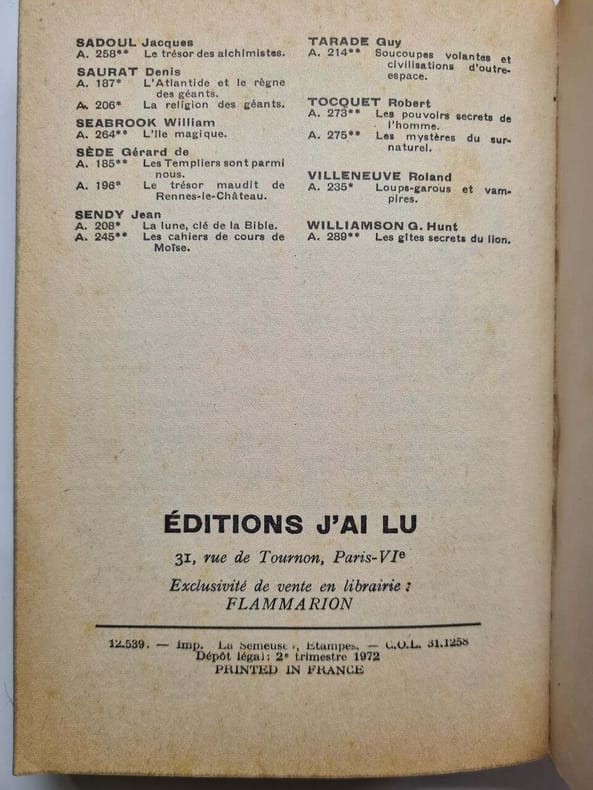 SADOUL Jacques
A. 258** Le trésor des alchimistes.
SAURAT Denis
A. 187* L'Atlantide et le règne
des géants.
A. 206* La religion des géants.
SEABROOK William
A. 264** L'Ile magique.
SÈDE Gérard de
A. 185** Les Templiers sont parmi
nous.
A. 196* Le trésor maudit de
Rennes-le-Château.
SENDY Jean
A. 208* La lune, clé de la Bible.
A. 245** Les cahiers de cours de
Moïse.
TARADE Guy
A. 214** Soucoupes volantes et
civilisations d'outre-
espace.
TOCQUET Robert
A. 273** Les pouvoirs secrets de
l'homme.
A. 275** Les mystères du sur-
naturel.
VILLENEUVE Roland
A. 235* Loups-garous et vam-
pires.
WILLIAMSON G. Hunt
A. 289** Les gîtes secrets du lion.
ÉDITIONS J'AI LU
31, rue de Tournon, Paris-VIe
Exclusivité de vente en librairie :
FLAMMARION
12.539. — Imp. La Semeuse, Etampes. — C.O.L. 31.1258
Dépôt légal : 2e trimestre 1972
PRINTED IN FRANCE